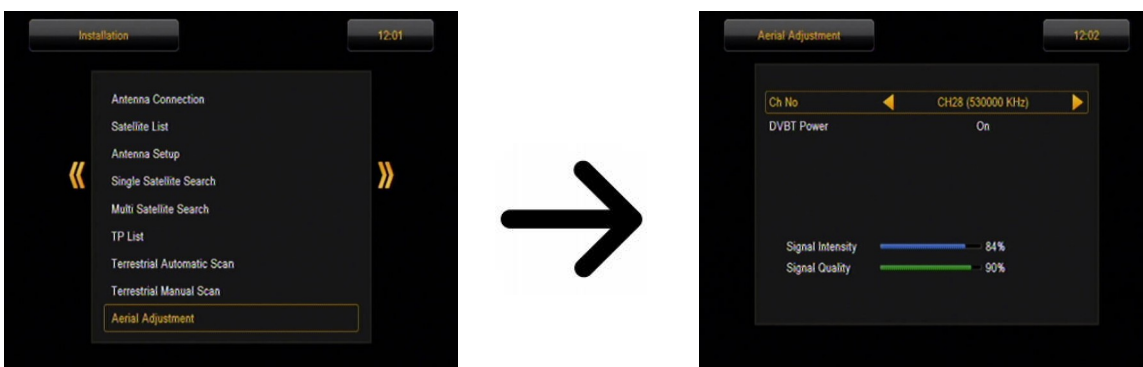 Installation
12:01
Antenna Connection
Satellite List
Antenna Setup
Single Satellite Search
Multi Satellite Search
TP List
Terrestrial Automatic Scan
Terrestrial Manual Scan
Aerial Adjustment
Aerial Adjustment
12:02
Ch No CH28 (530000 KHz)
DVBT Power On
Signal Intensity 84%
Signal Quality 90%